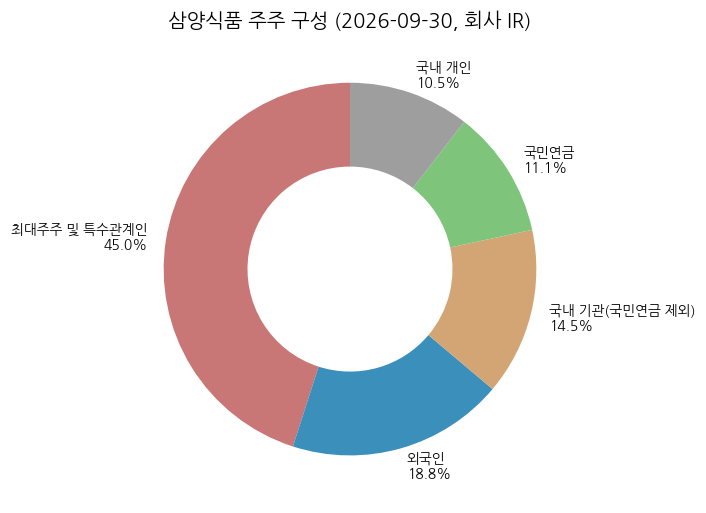 삼양식품 주주 구성 (2026-09-30, 회사 IR)
국내 개인
10.5%
국민연금
11.1%
최대주주 및 특수관계인
45.0%
국내 기관(국민연금 제외)
14.5%
외국인
18.8%